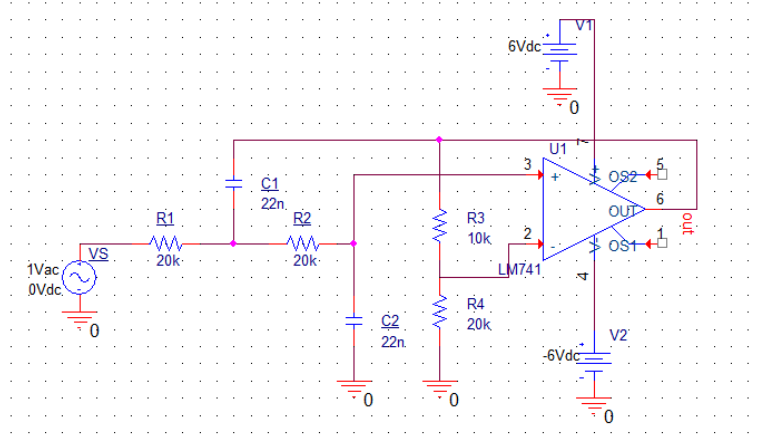 V1
6Vdc
0
7
U1
3
+
5
OS2
C1
22n
R1
R2
R3
6
OUT
out
10k
2
-
1
OS1
VS
20k
20k
LM741
1Vac
0Vdc
4
R4
20k
C2
22n
0
V2
-6Vdc
0
0
0